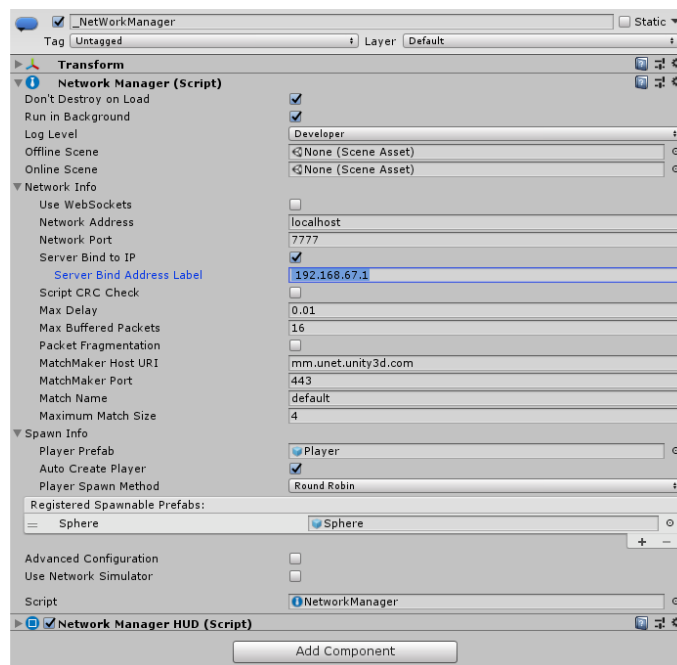 _NetWorkManager Static
Tag Untagged Layer Default
Transform
Network Manager (Script)
Don't Destroy on Load
Run in Background
Log Level Developer
Offline Scene None (Scene Asset)
Online Scene None (Scene Asset)
Network Info
Use WebSockets
Network Address localhost
Network Port 7777
Server Bind to IP
Server Bind Address Label 192.168.67.1
Script CRC Check
Max Delay 0.01
Max Buffered Packets 16
Packet Fragmentation
MatchMaker Host URI mm.unet.unity3d.com
MatchMaker Port 443
Match Name default
Maximum Match Size 4
Spawn Info
Player Prefab Player
Auto Create Player
Player Spawn Method Round Robin
Registered Spawnable Prefabs:
Sphere Sphere
+ −
Advanced Configuration
Use Network Simulator
Script NetworkManager
Network Manager HUD (Script)
Add Component